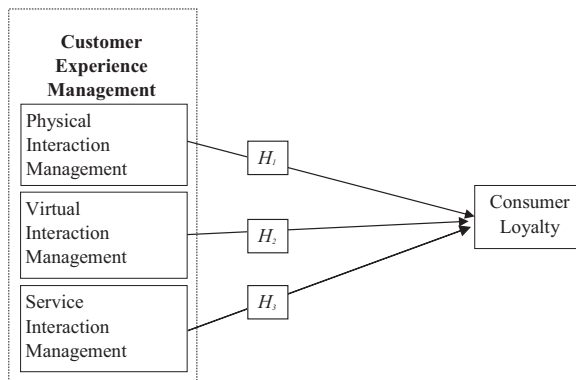 Customer
Experience
Management
Physical
Interaction
Management
Virtual
Interaction
Management
Service
Interaction
Management
H₁
H₂
H₃
Consumer
Loyalty